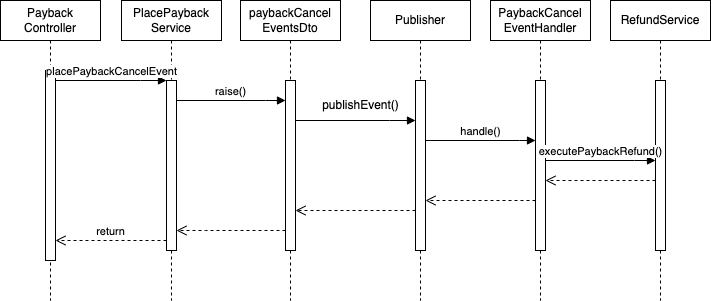 Payback
Controller
PlacePayback
Service
paybackCancel
EventsDto
Publisher
PaybackCancel
EventHandler
RefundService
placePaybackCancelEvent
raise()
publishEvent()
handle()
executePaybackRefund()
return